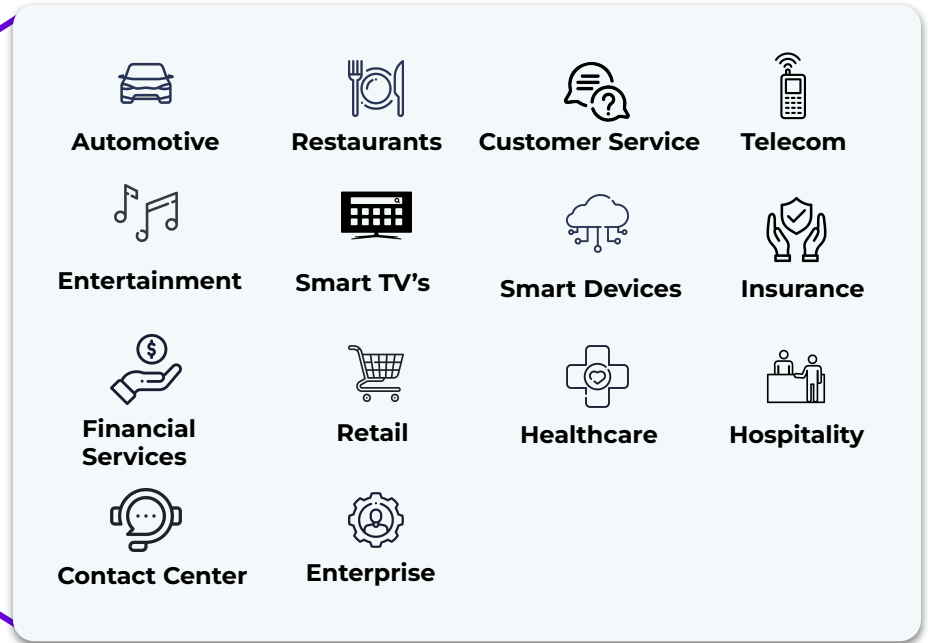 Automotive
Restaurants
Customer Service
Telecom
Entertainment
Smart TV’s
Smart Devices
Insurance
Financial
Services
Retail
Healthcare
Hospitality
Contact Center
Enterprise